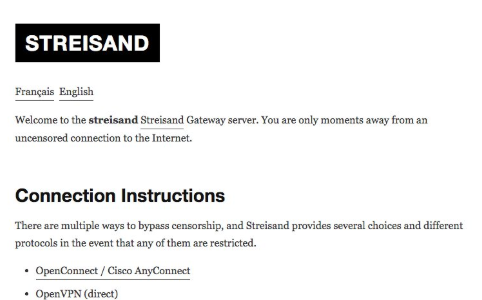 STREISAND
Français English
Welcome to the streisand Streisand Gateway server. You are only moments away from an
uncensored connection to the Internet.
Connection Instructions
There are multiple ways to bypass censorship, and Streisand provides several choices and different
protocols in the event that any of them are restricted.
• OpenConnect / Cisco AnyConnect
• OpenVPN (direct)